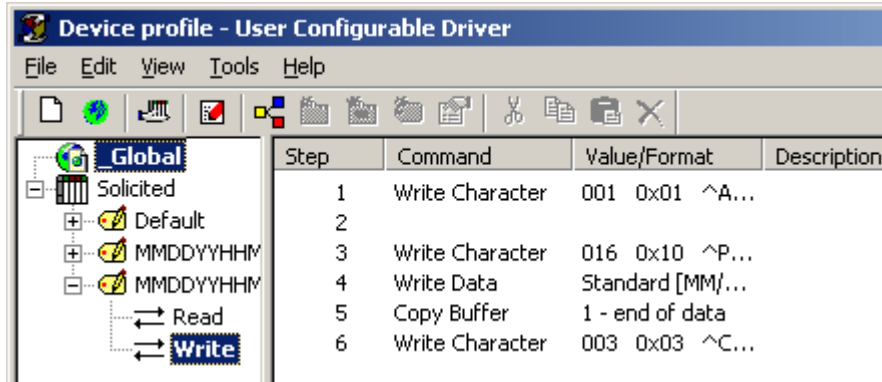 Device profile - User Configurable Driver
File Edit View Tools Help
_Global
Solicited
Default
MMDDYYHHM
MMDDYYHHM
Read
Write
Step Command Value/Format Description
1 Write Character 001 0x01 ^A...
2
3 Write Character 016 0x10 ^P...
4 Write Data Standard [MM/...
5 Copy Buffer 1 - end of data
6 Write Character 003 0x03 ^C...